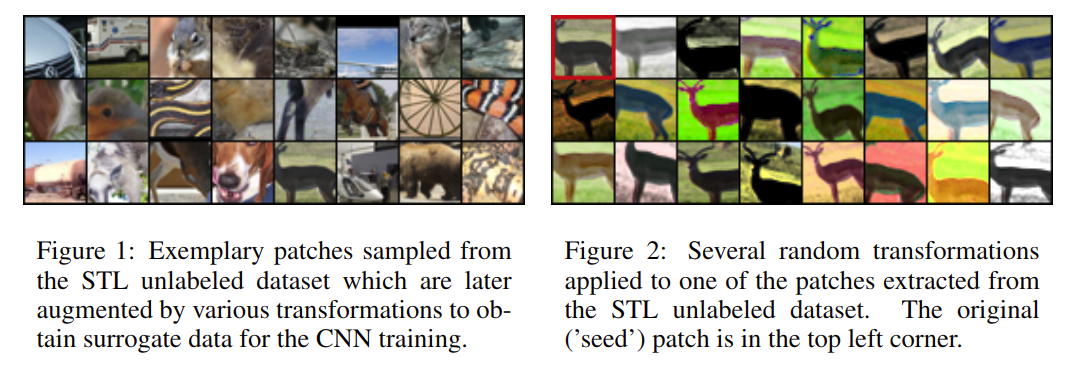 Figure 1: Exemplary patches sampled from
the STL unlabeled dataset which are later
augmented by various transformations to ob-
tain surrogate data for the CNN training.
Figure 2: Several random transformations
applied to one of the patches extracted from
the STL unlabeled dataset. The original
('seed') patch is in the top left corner.